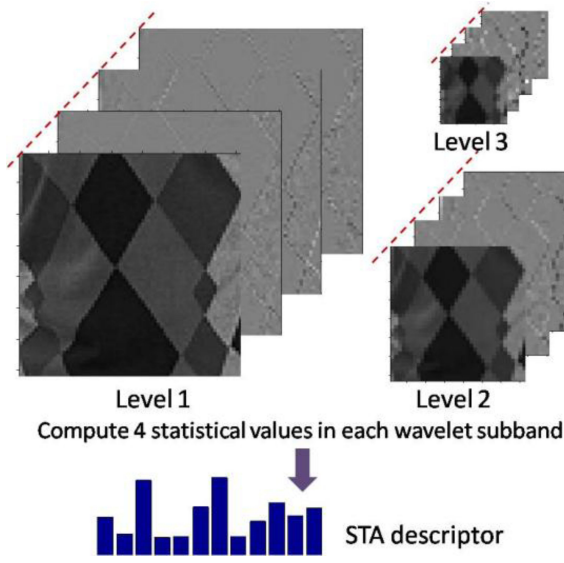 Level 3
Level 1
Level 2
Compute 4 statistical values in each wavelet subband
STA descriptor